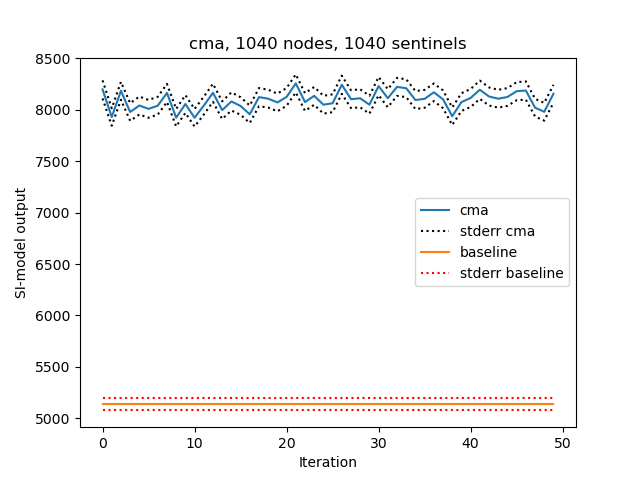 cma, 1040 nodes, 1040 sentinels
8500
8000
7500
7000
6500
6000
5500
5000
SI-model output
cma
stderr cma
baseline
stderr baseline
0
10
20
30
40
50
Iteration